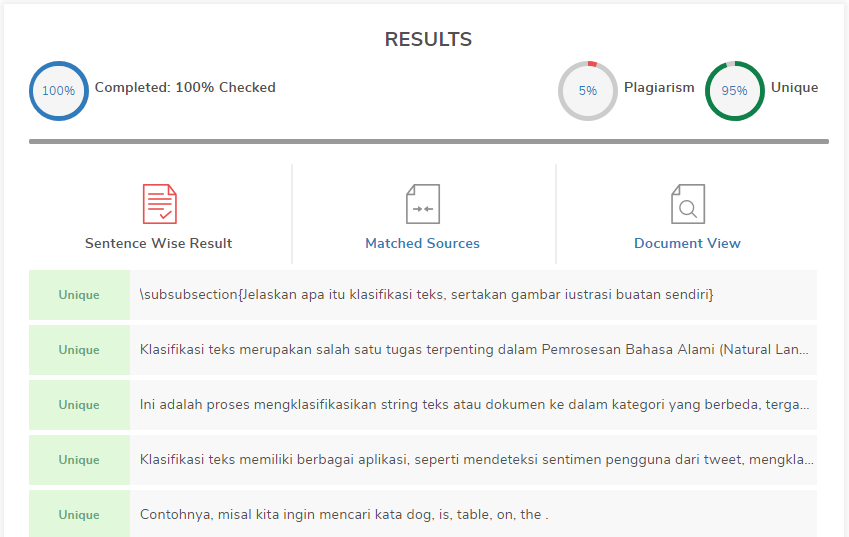 RESULTS
100% Completed: 100% Checked 5% Plagiarism 95% Unique
Sentence Wise Result Matched Sources Document View
Unique \subsubsection{Jelaskan apa itu klasifikasi teks, sertakan gambar iustrasi buatan sendiri}
Unique Klasifikasi teks merupakan salah satu tugas terpenting dalam Pemrosesan Bahasa Alami (Natural Lan...
Unique Ini adalah proses mengklasifikasikan string teks atau dokumen ke dalam kategori yang berbeda, terga...
Unique Klasifikasi teks memiliki berbagai aplikasi, seperti mendeteksi sentimen pengguna dari tweet, mengkla...
Unique Contohnya, misal kita ingin mencari kata dog, is, table, on, the .